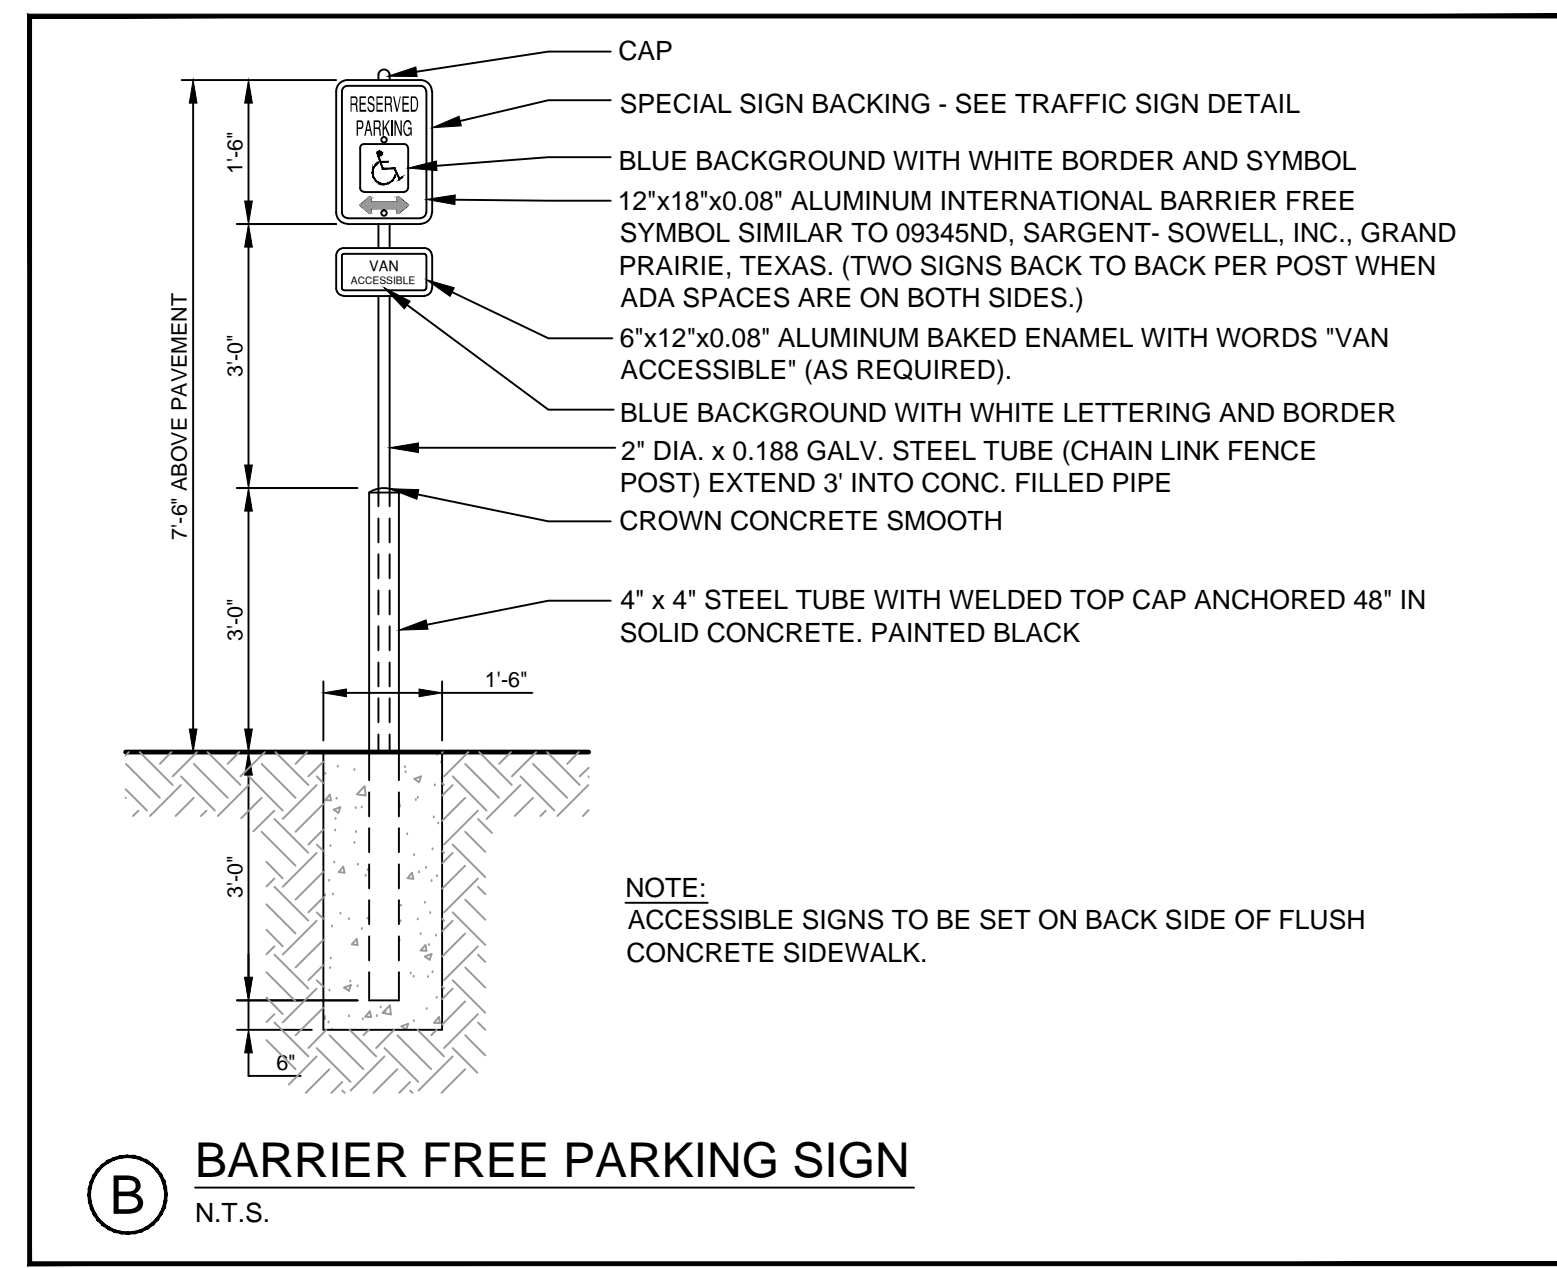 CAP
RESERVED
PARKING
SPECIAL SIGN BACKING - SEE TRAFFIC SIGN DETAIL
1'-6"
BLUE BACKGROUND WITH WHITE BORDER AND SYMBOL
12"x18"x0.08" ALUMINUM INTERNATIONAL BARRIER FREE
SYMBOL SIMILAR TO 09345ND, SARGENT- SOWELL, INC., GRAND
PRAIRIE, TEXAS. (TWO SIGNS BACK TO BACK PER POST WHEN
ADA SPACES ARE ON BOTH SIDES.)
VAN
ACCESSIBLE
6"x12"x0.08" ALUMINUM BAKED ENAMEL WITH WORDS "VAN
ACCESSIBLE" (AS REQUIRED).
7'-6" ABOVE PAVEMENT
3'-0"
BLUE BACKGROUND WITH WHITE LETTERING AND BORDER
2" DIA. x 0.188 GALV. STEEL TUBE (CHAIN LINK FENCE
POST) EXTEND 3' INTO CONC. FILLED PIPE
CROWN CONCRETE SMOOTH
3'-0"
4" x 4" STEEL TUBE WITH WELDED TOP CAP ANCHORED 48" IN
SOLID CONCRETE. PAINTED BLACK
1'-6"
3'-0"
NOTE:
ACCESSIBLE SIGNS TO BE SET ON BACK SIDE OF FLUSH
CONCRETE SIDEWALK.
6"
B
BARRIER FREE PARKING SIGN
N.T.S.